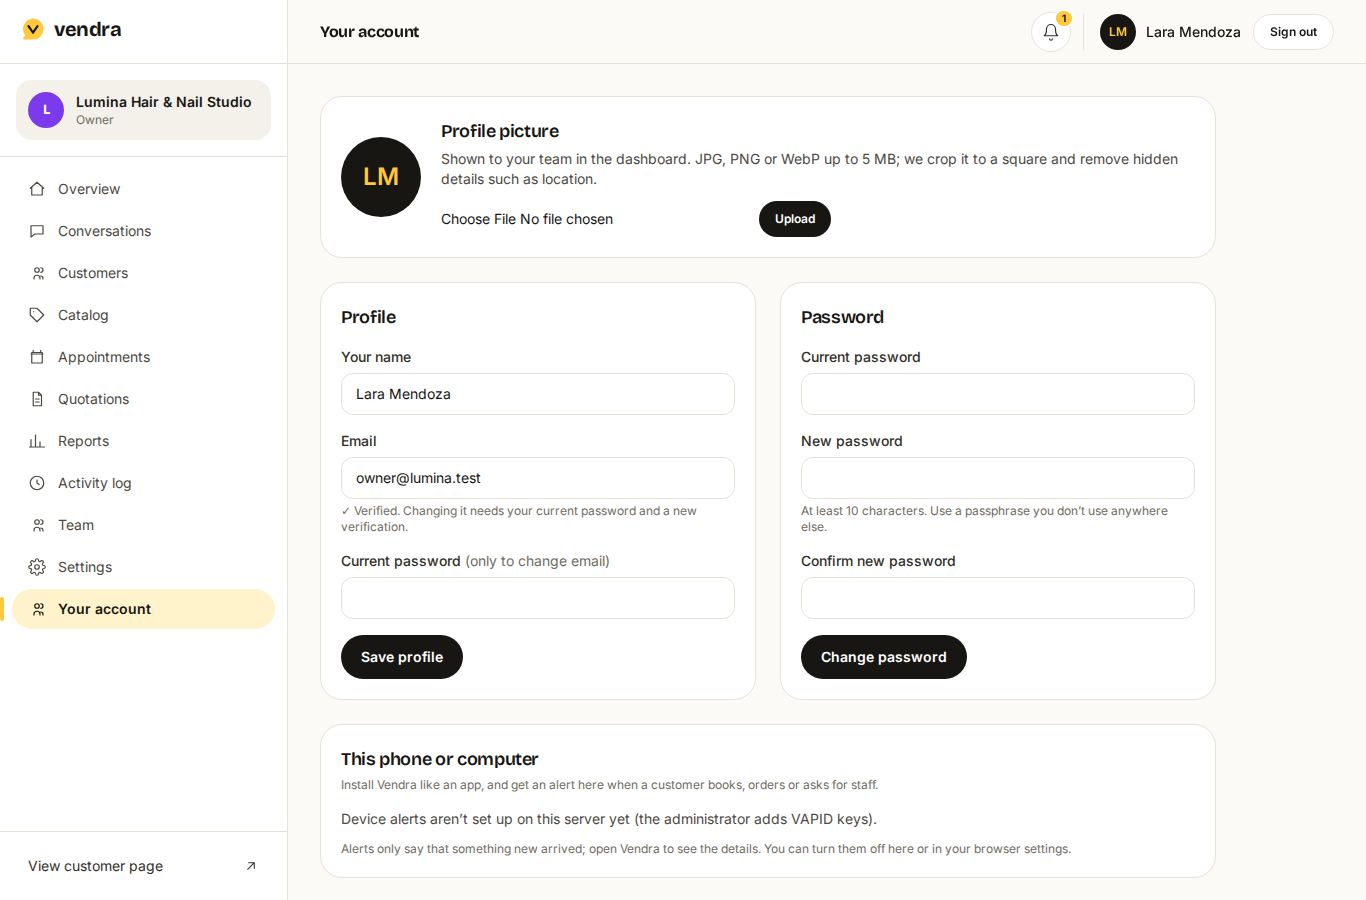 vendra
Your account
1
LM
Lara Mendoza
Sign out
L
Lumina Hair & Nail Studio
Owner
Overview
Conversations
Customers
Catalog
Appointments
Quotations
Reports
Activity log
Team
Settings
Your account
View customer page
LM
Profile picture
Shown to your team in the dashboard. JPG, PNG or WebP up to 5 MB; we crop it to a square and remove hidden
details such as location.
Choose File No file chosen
Upload
Profile
Your name
Lara Mendoza
Email
owner@lumina.test
✓ Verified. Changing it needs your current password and a new
verification.
Current password (only to change email)
Save profile
Password
Current password
New password
At least 10 characters. Use a passphrase you don’t use anywhere
else.
Confirm new password
Change password
This phone or computer
Install Vendra like an app, and get an alert here when a customer books, orders or asks for staff.
Device alerts aren’t set up on this server yet (the administrator adds VAPID keys).
Alerts only say that something new arrived; open Vendra to see the details. You can turn them off here or in your browser settings.